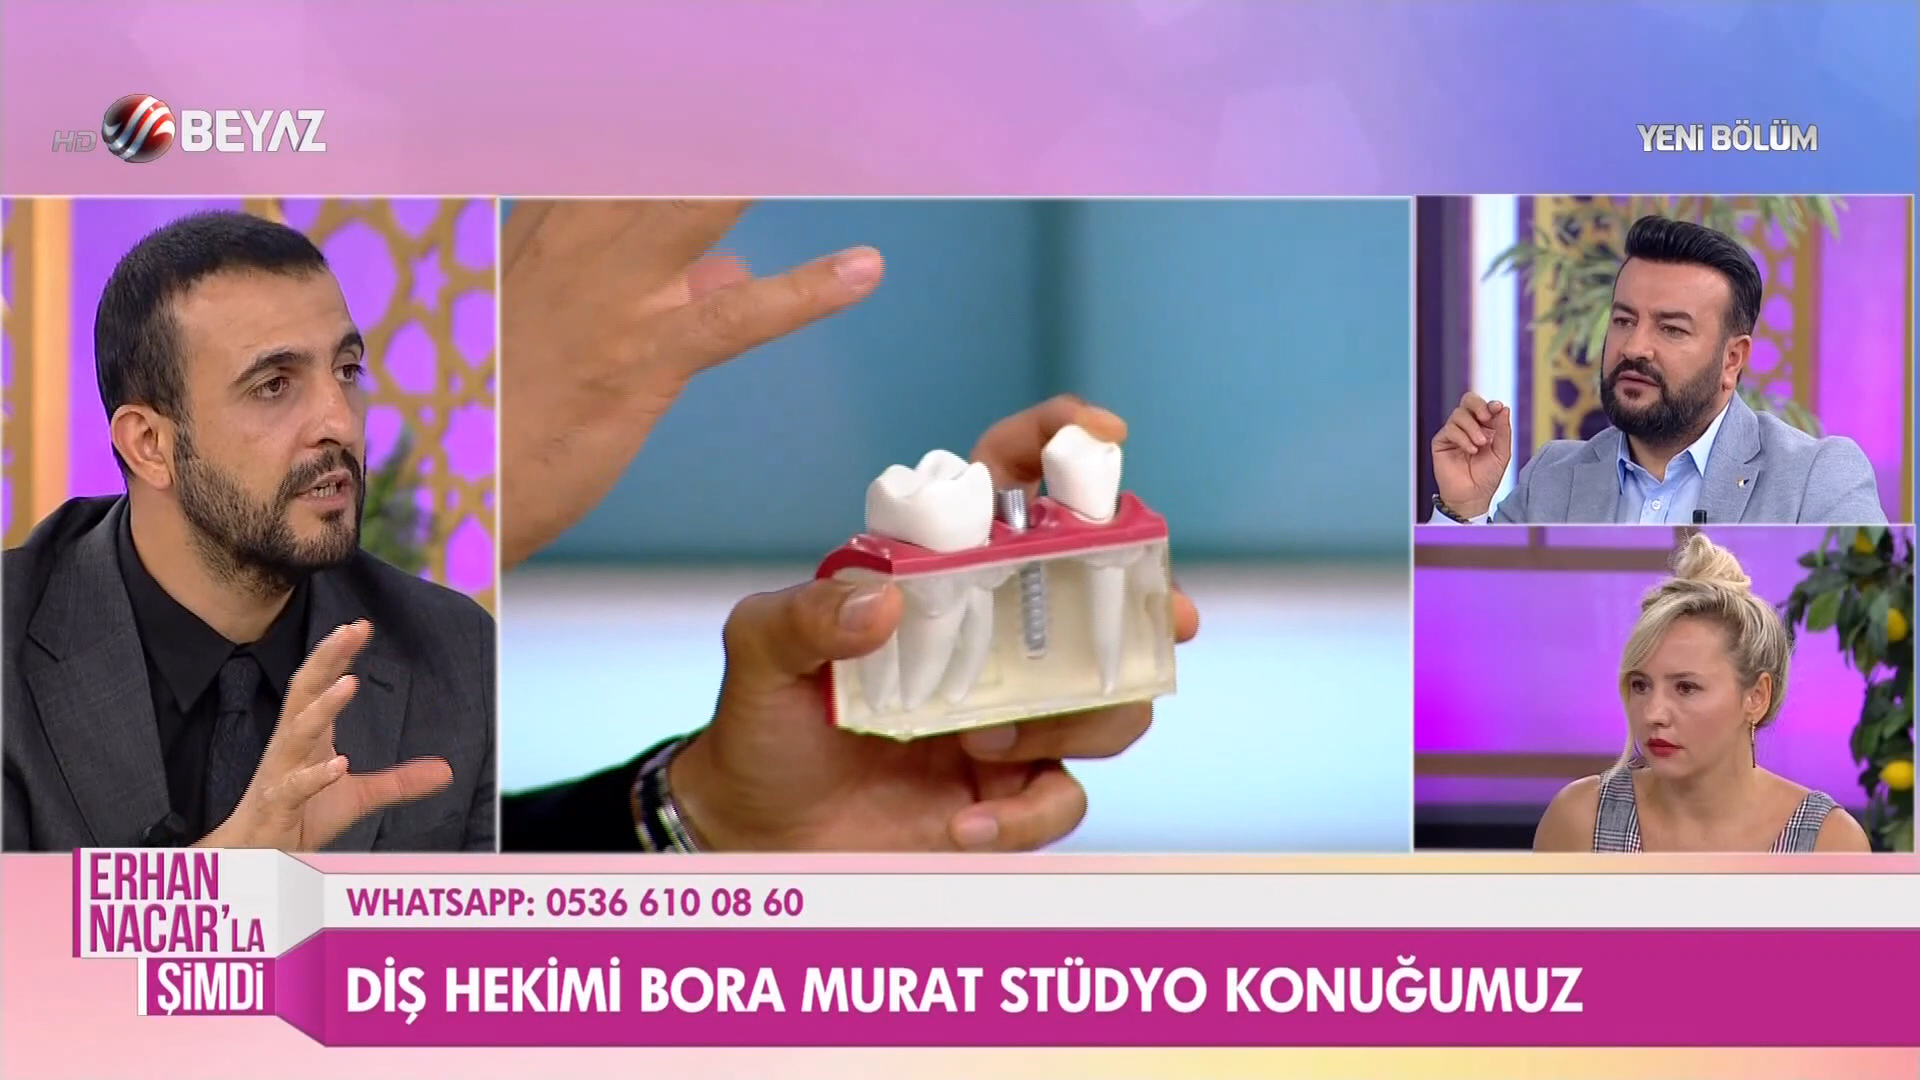 HD BEYAZ
YENİ BÖLÜM
ERHAN
NACAR'LA
ŞİMDİ
WHATSAPP: 0536 610 08 60
DİŞ HEKİMİ BORA MURAT STÜDYO KONUĞUMUZ